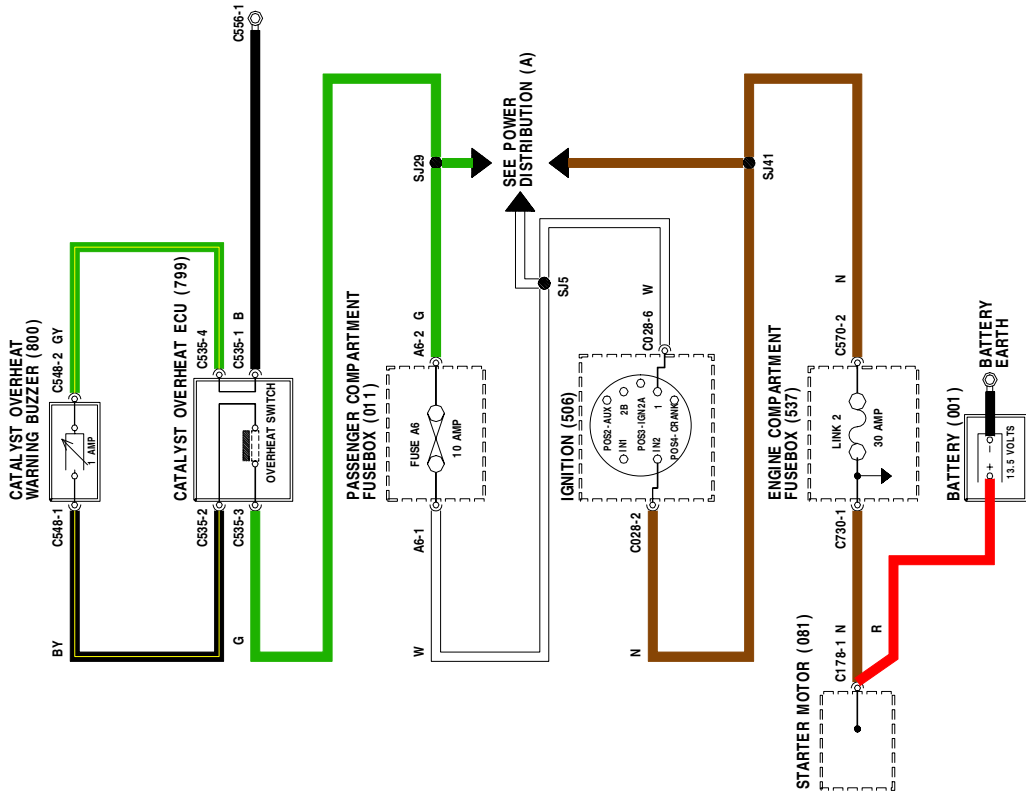 CATALYST OVERHEAT
WARNING BUZZER (800)
C548-2 GY
1 AMP
C548-1
BY
CATALYST OVERHEAT ECU (799)
C535-4
C535-1 B
C556-1
OVERHEAT SWITCH
C535-2
C535-3
G
PASSENGER COMPARTMENT
FUSEBOX (011)
A6-2 G
FUSE A6
10 AMP
A6-1
W
SJ29
SEE POWER
DISTRIBUTION (A)
SJ5
SJ41
IGNITION (506)
C028-6 W
POS2-AUX
IN1 2B
POS3-IGN2A
IN2 1
POS4-CRANK
C028-2
N
ENGINE COMPARTMENT
FUSEBOX (537)
C570-2 N
LINK 2
30 AMP
C730-1
BATTERY (001)
+ -
13.5 VOLTS
BATTERY
EARTH
STARTER MOTOR (081)
C178-1 N
R